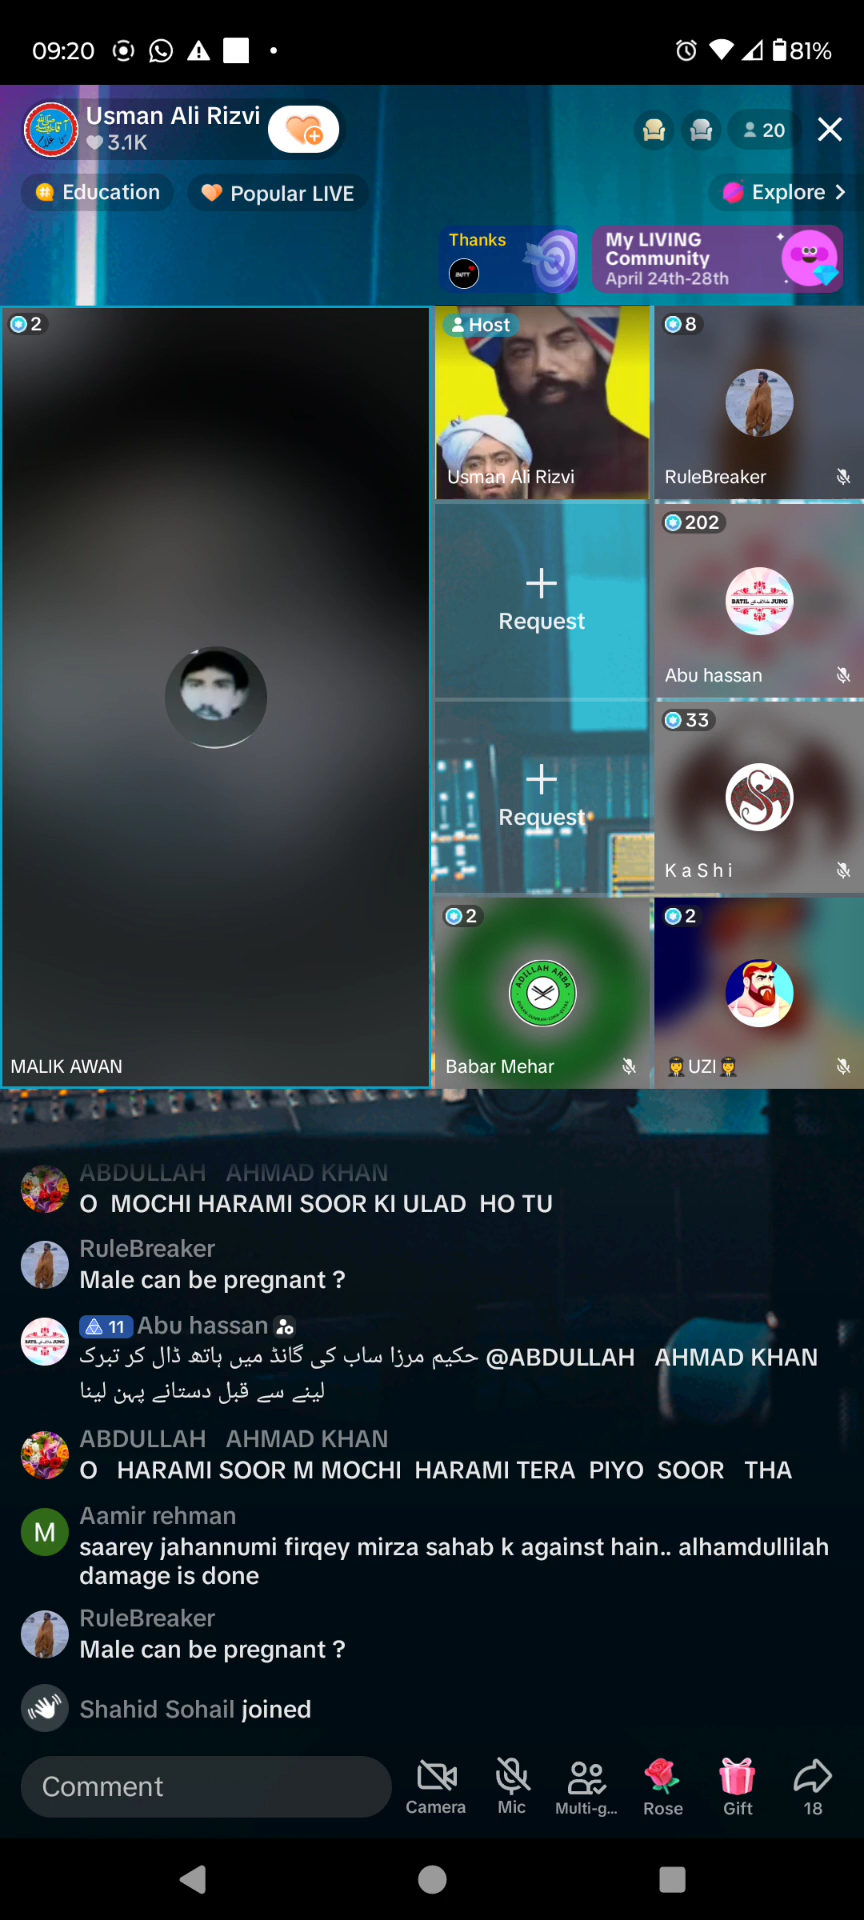 09:20
81%
Usman Ali Rizvi
3.1K
20
Education
Popular LIVE
Explore
Thanks
My LIVING
Community
April 24th-28th
2
Host
Usman Ali Rizvi
8
RuleBreaker
Request
202
BATIL
JUNG
Abu hassan
Request
33
K a S h i
2
ADILLAH ARBA
Babar Mehar
2
UZI
MALIK AWAN
ABDULLAH AHMAD KHAN
O MOCHI HARAMI SOOR KI ULAD HO TU
RuleBreaker
Male can be pregnant ?
11 Abu hassan
@ABDULLAH AHMAD KHAN حکیم مرزا ساب کی گانڈ میں ہاتھ ڈال کر تبرک
لینے سے قبل دستانے پہن لینا
ABDULLAH AHMAD KHAN
O HARAMI SOOR M MOCHI HARAMI TERA PIYO SOOR THA
M
Aamir rehman
saarey jahannumi firqey mirza sahab k against hain.. alhamdullilah
damage is done
RuleBreaker
Male can be pregnant ?
Shahid Sohail joined
Comment
Camera
Mic
Multi-g...
Rose
Gift
18